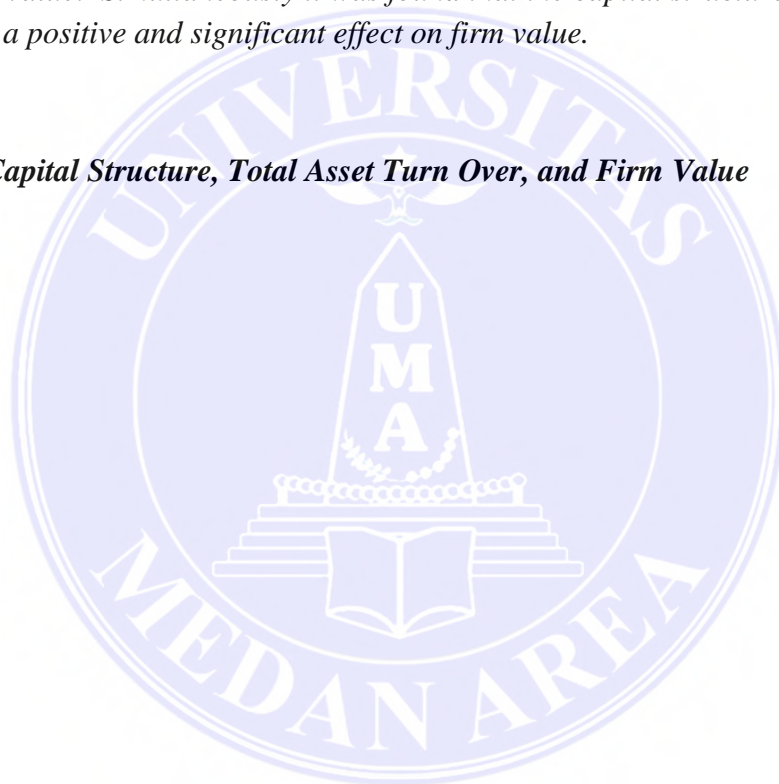 a positive and significant effect on firm value.
Capital Structure, Total Asset Turn Over, and Firm Value
UNIVERSITAS
U
M
A
MEDAN AREA